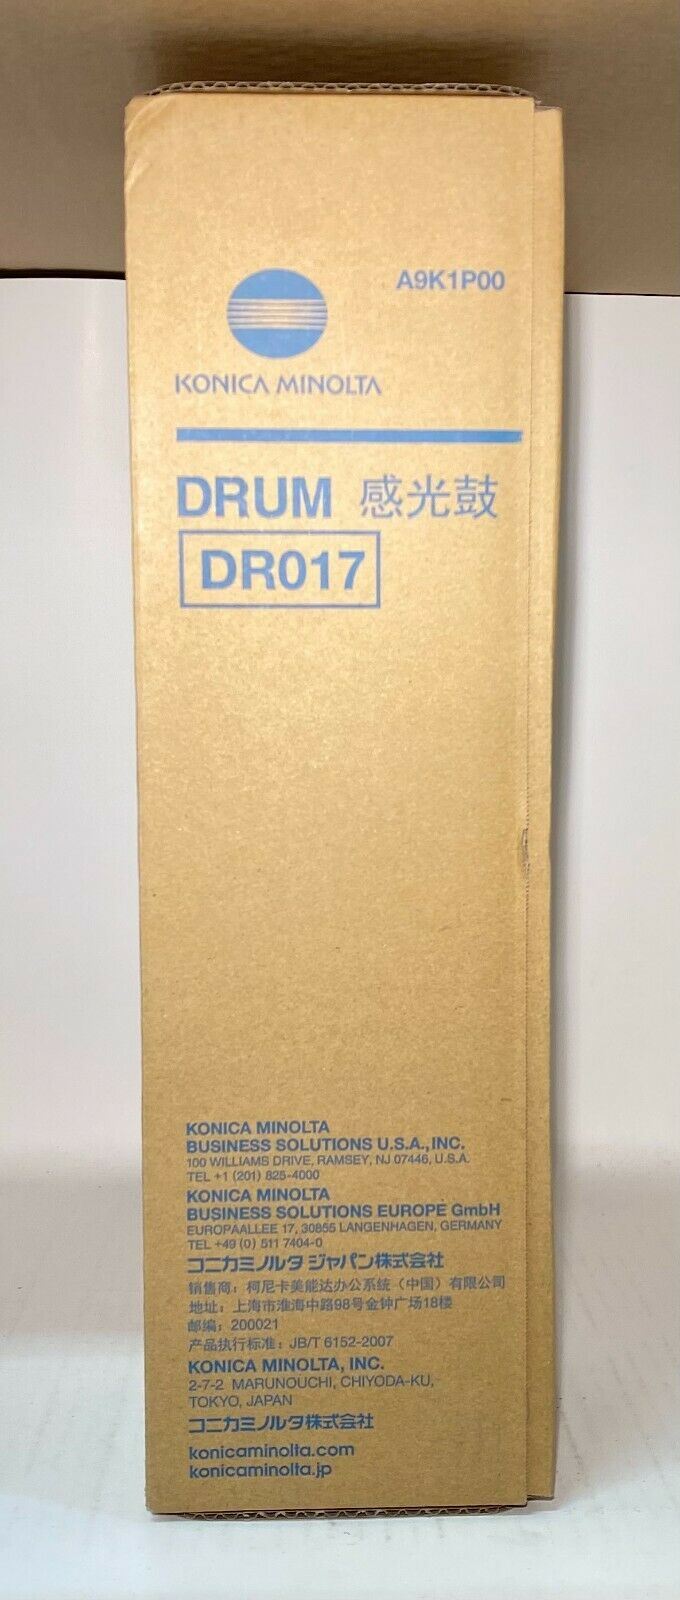 A9K1P00
KONICA MINOLTA
DRUM 感光鼓
DR017
KONICA MINOLTA
BUSINESS SOLUTIONS U.S.A., INC.
100 WILLIAMS DRIVE, RAMSEY, NJ 07446, U.S.A.
TEL +1 (201) 825-4000
KONICA MINOLTA
BUSINESS SOLUTIONS EUROPE GmbH
EUROPAALLEE 17, 30855 LANGENHAGEN, GERMANY
TEL +49 (0) 511 7404-0
コニカミノルタ ジャパン株式会社
销售商：柯尼卡美能达办公系统（中国）有限公司
地址：上海市淮海中路98号金钟广场18楼
邮编：200021
产品执行标准：JB/T 6152-2007
KONICA MINOLTA, INC.
2-7-2 MARUNOUCHI, CHIYODA-KU,
TOKYO, JAPAN
コニカミノルタ株式会社
konicaminolta.com
konicaminolta.jp